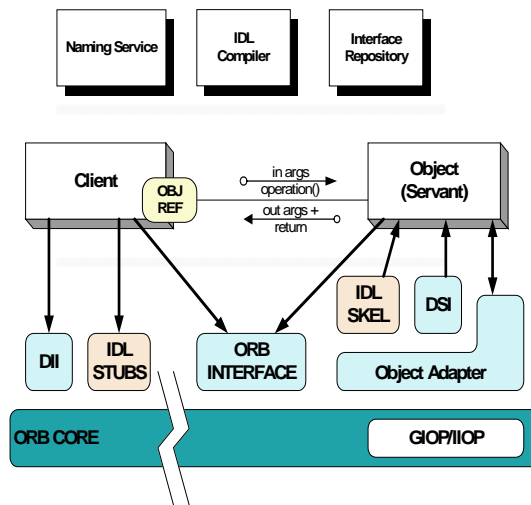 Naming Service
IDL
Compiler
Interface
Repository
Client
OBJ
REF
in args
operation()
out args +
return
Object
(Servant)
DII
IDL
STUBS
ORB
INTERFACE
IDL
SKEL
DSI
Object Adapter
ORB CORE
GIOP/IIOP